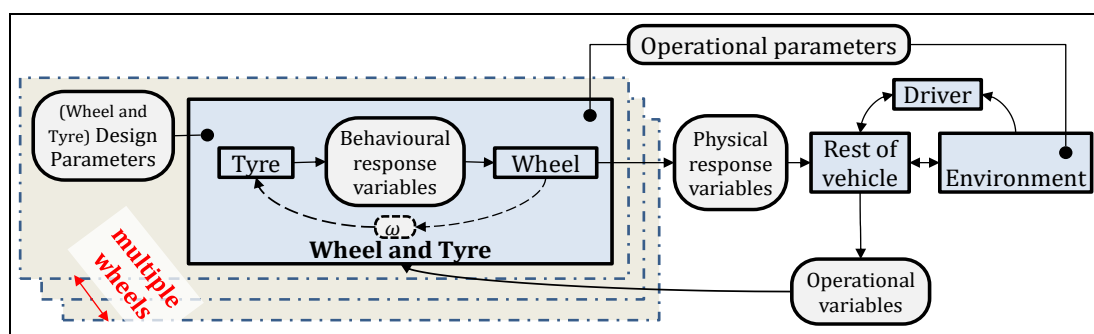 Operational parameters
(Wheel and
Tyre) Design
Parameters
Tyre
Behavioural
response
variables
Wheel
ω
Wheel and Tyre
multiple
wheels
Physical
response
variables
Driver
Rest of
vehicle
Environment
Operational
variables